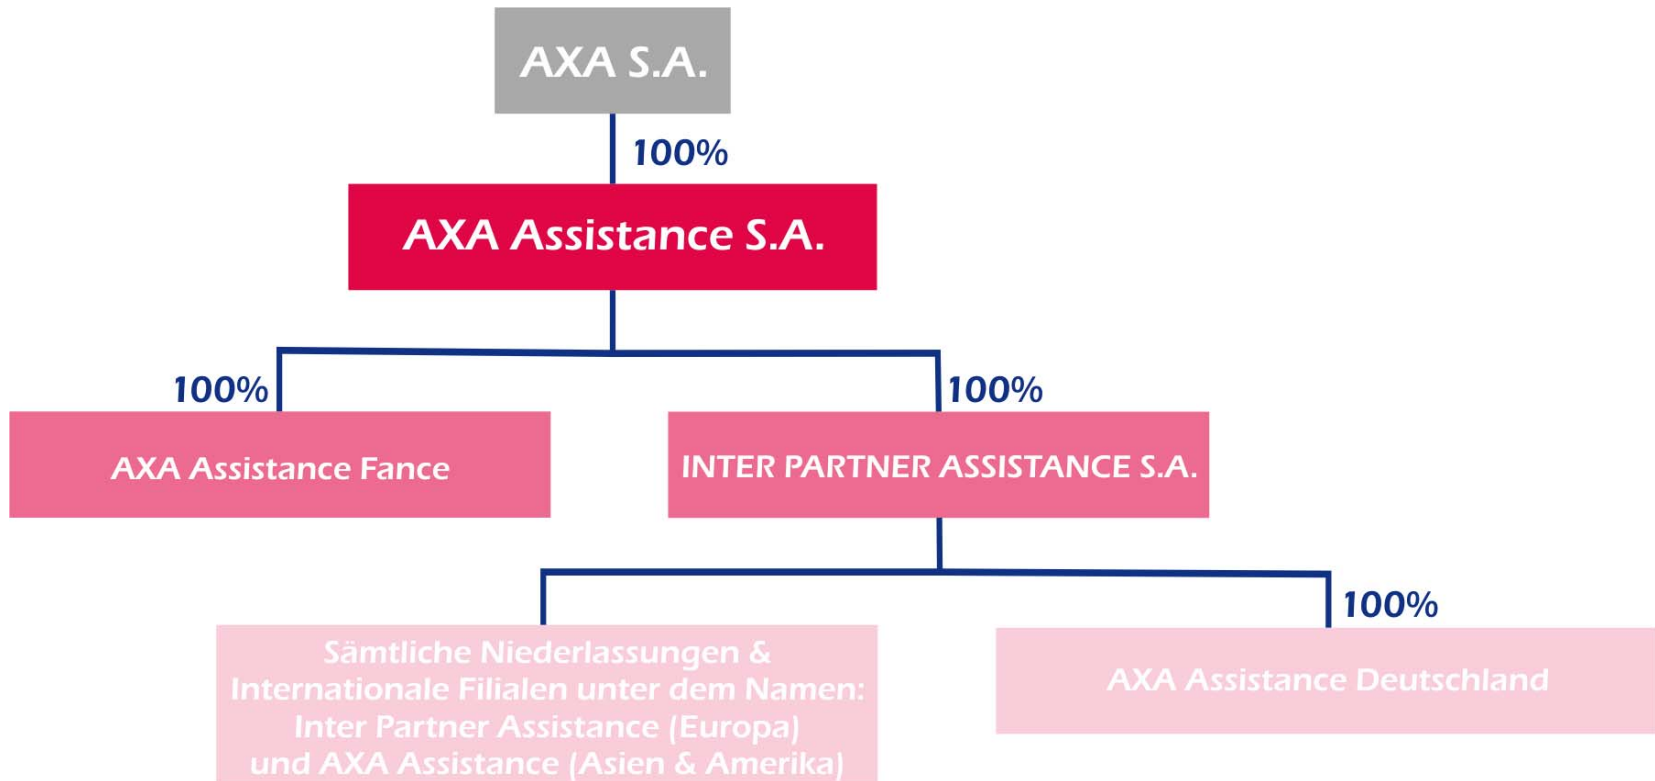 AXA S.A.
100%
AXA Assistance S.A.
100%
100%
AXA Assistance Fance
INTER PARTNER ASSISTANCE S.A.
100%
Sämtliche Niederlassungen &
Internationale Filialen unter dem Namen:
Inter Partner Assistance (Europa)
und AXA Assistance (Asien & Amerika)
AXA Assistance Deutschland